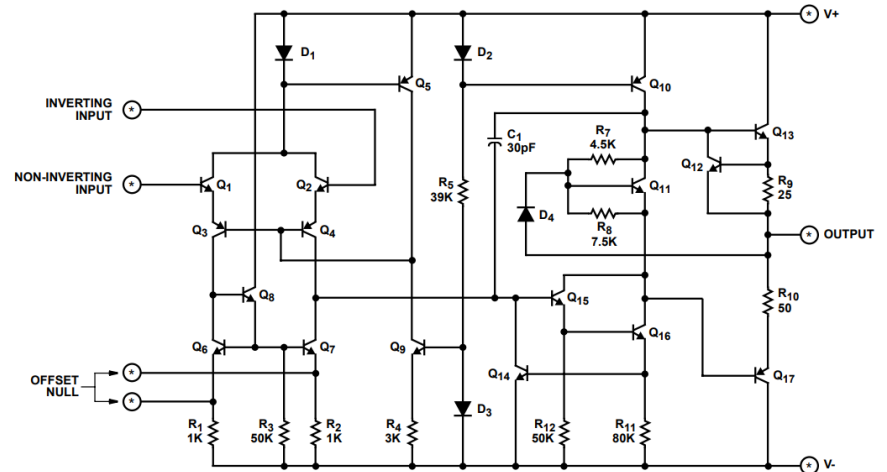 V+
D1
D2
Q5
Q10
INVERTING
INPUT
C1
30pF
R7
4.5K
Q13
Q12
NON-INVERTING
INPUT
Q1
Q2
R5
39K
Q11
R9
25
Q3
Q4
D4
R8
7.5K
OUTPUT
Q8
Q15
R10
50
Q6
Q7
Q9
Q16
Q14
Q17
OFFSET
NULL
D3
R1
1K
R3
50K
R2
1K
R4
3K
R12
50K
R11
80K
V-